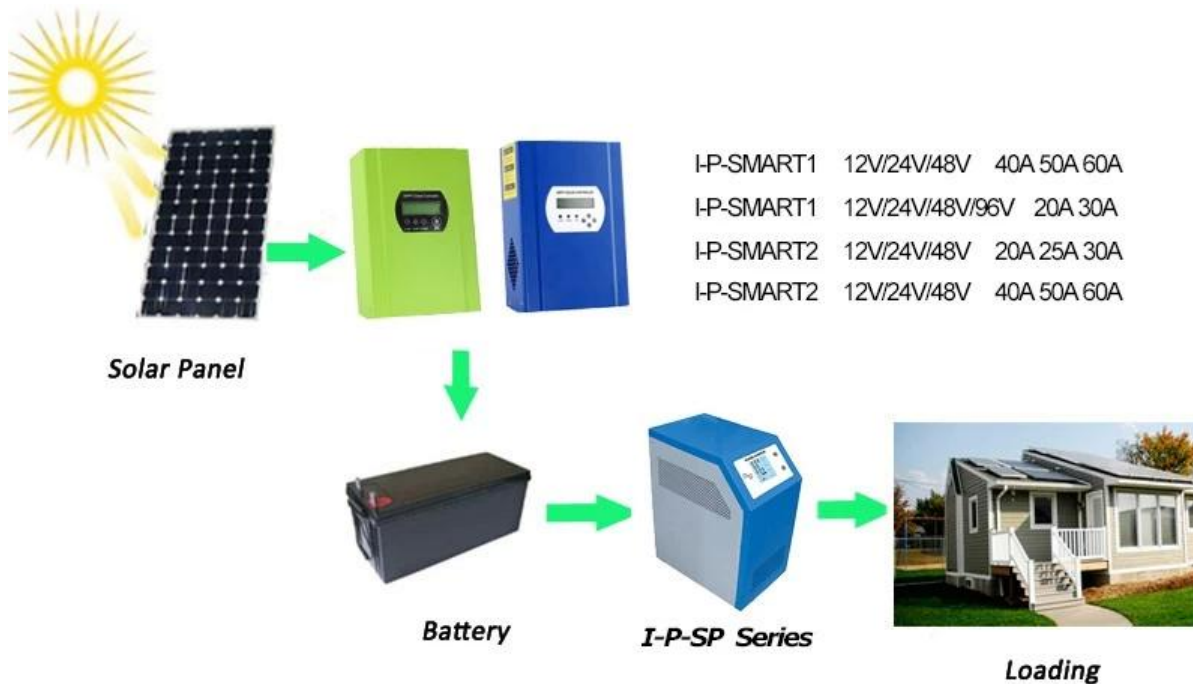 I-P-SMART1 12V/24V/48V 40A 50A 60A
I-P-SMART1 12V/24V/48V/96V 20A 30A
I-P-SMART2 12V/24V/48V 20A 25A 30A
I-P-SMART2 12V/24V/48V 40A 50A 60A
Solar Panel
Battery
I-P-SP Series
Loading